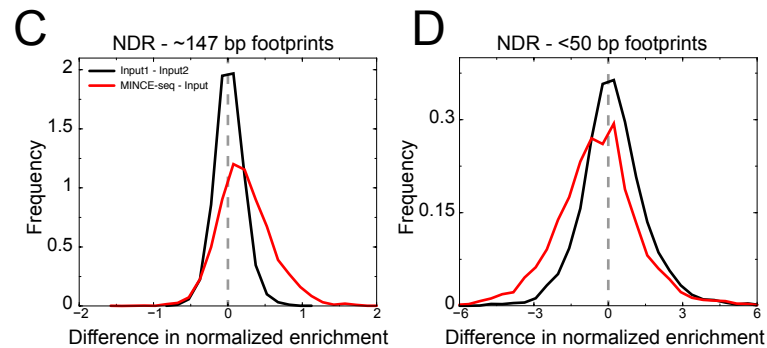 C
NDR - ~147 bp footprints
Input1 - Input2
MINCE-seq - Input
Frequency
2
1.5
1
0.5
0
−2
−1
0
1
2
Difference in normalized enrichment
D
NDR - <50 bp footprints
Frequency
0.3
0.15
0
−6
−3
0
3
6
Difference in normalized enrichment